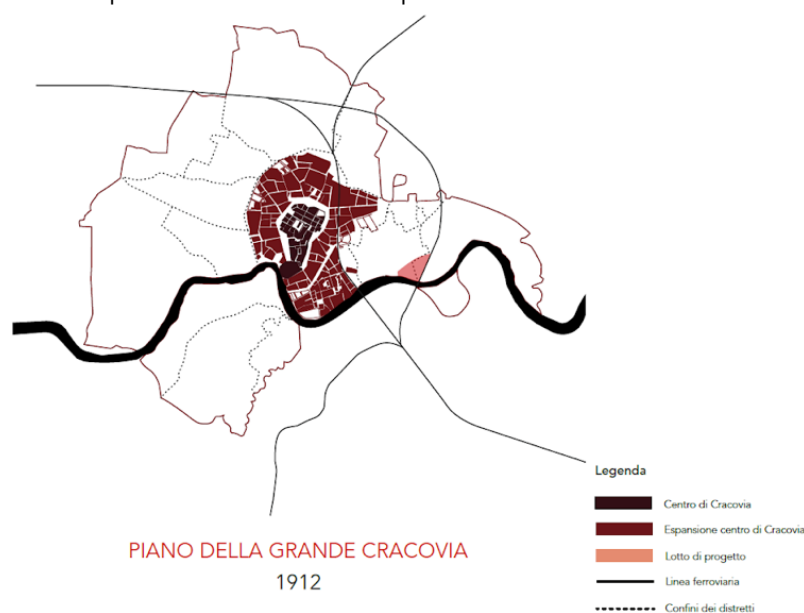 PIANO DELLA GRANDE CRACOVIA
1912
Legenda
Centro di Cracovia
Espansione centro di Cracovia
Lotto di progetto
Linea ferroviaria
Confini dei distretti